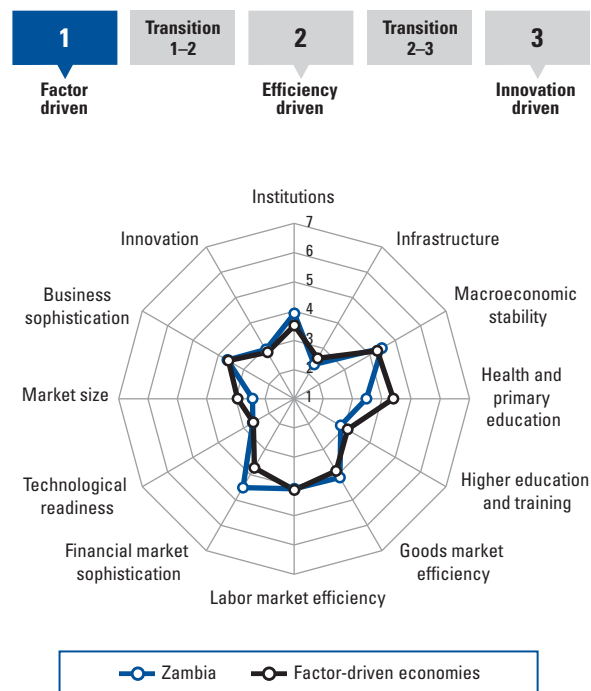 1
Transition
1–2
2
Transition
2–3
3
Factor
driven
Efficiency
driven
Innovation
driven
Institutions
7
Innovation
Infrastructure
6
5
Business
sophistication
Macroeconomic
stability
4
3
Market size
2
1
Health and
primary
education
Technological
readiness
Higher education
and training
Financial market
sophistication
Goods market
efficiency
Labor market efficiency
Zambia
Factor-driven economies